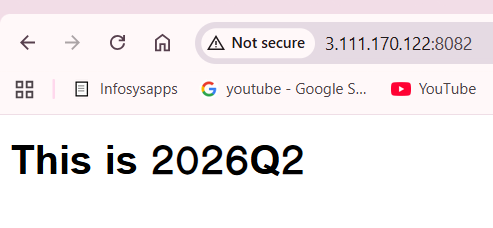 Not secure 3.111.170.122:8082
Infosysapps youtube - Google S... YouTube
This is 2026Q2